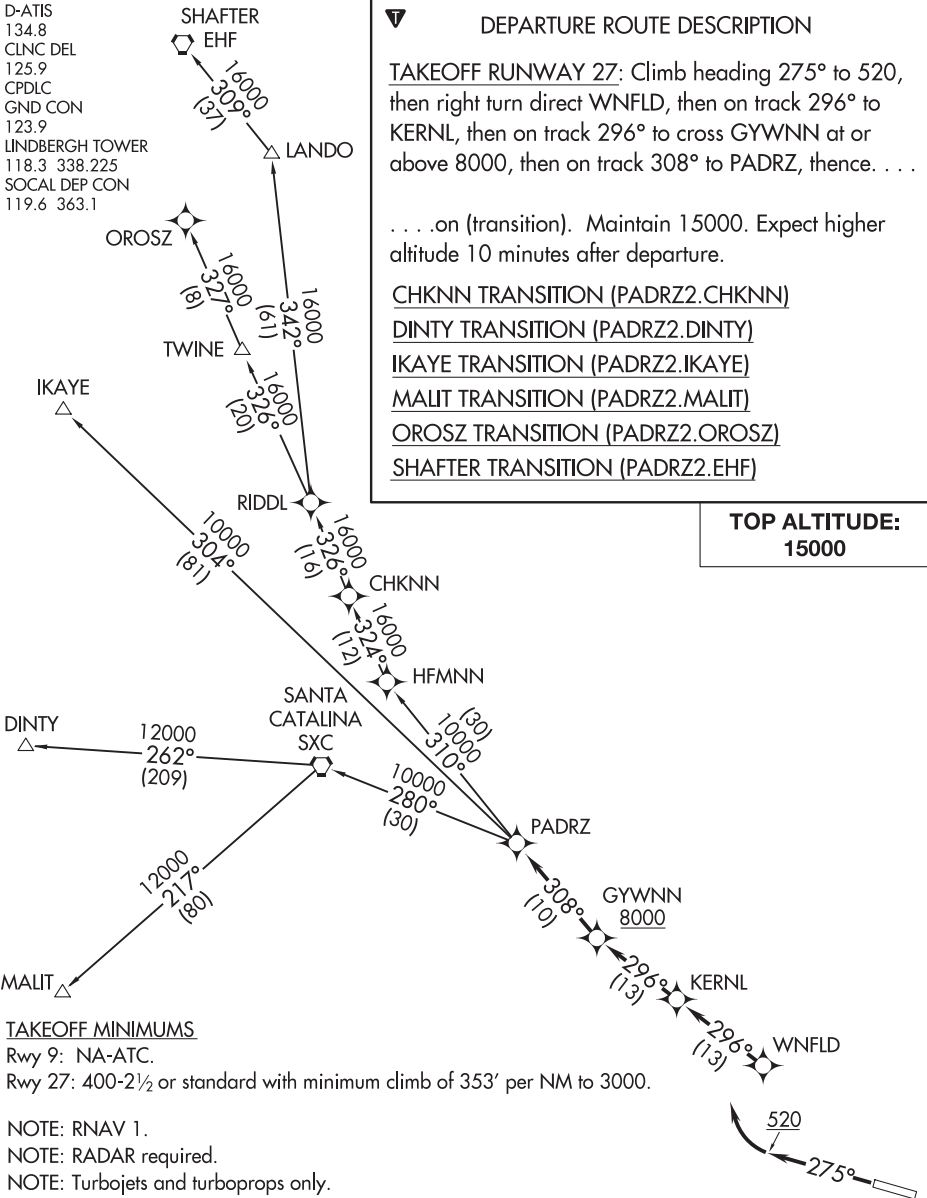 D-ATIS
134.8
CLNC DEL
125.9
CPDLC
GND CON
123.9
LINDBERGH TOWER
118.3 338.225
SOCAL DEP CON
119.6 363.1
SHAFTER
EHF
16000
309°
(37)
LANDO
OROSZ
16000
327°
(8)
16000
342°
(61)
TWINE
16000
326°
(20)
IKAYE
RIDDL
10000
304°
(81)
16000
326°
(16)
CHKNN
16000
324°
(12)
HFMNN
SANTA
CATALINA
SXC
DINTY
12000
262°
(209)
(30)
10000
310°
10000
280°
(30)
PADRZ
12000
217°
(80)
MALIT
308°
(10)
GYWNN
8000
296°
(13)
KERNL
296°
(13)
WNFLD
520
275°
T
DEPARTURE ROUTE DESCRIPTION
TAKEOFF RUNWAY 27: Climb heading 275° to 520,
then right turn direct WNFLD, then on track 296° to
KERNL, then on track 296° to cross GYWNN at or
above 8000, then on track 308° to PADRZ, thence. . . .
. . . .on (transition). Maintain 15000. Expect higher
altitude 10 minutes after departure.
CHKNN TRANSITION (PADRZ2.CHKNN)
DINTY TRANSITION (PADRZ2.DINTY)
IKAYE TRANSITION (PADRZ2.IKAYE)
MALIT TRANSITION (PADRZ2.MALIT)
OROSZ TRANSITION (PADRZ2.OROSZ)
SHAFTER TRANSITION (PADRZ2.EHF)
TOP ALTITUDE:
15000
TAKEOFF MINIMUMS
Rwy 9: NA-ATC.
Rwy 27: 400-2½ or standard with minimum climb of 353' per NM to 3000.
NOTE: RNAV 1.
NOTE: RADAR required.
NOTE: Turbojets and turboprops only.